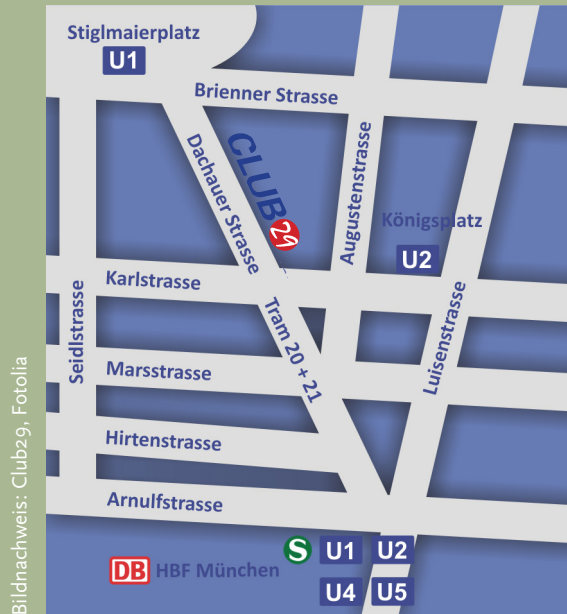 Stiglmaierplatz
U1
Brienner Strasse
CLUB29
Dachauer Strasse
Augustenstrasse
Königsplatz
U2
Karlstrasse
Seidlstrasse
Tram 20 + 21
Luisenstrasse
Marsstrasse
Hirtenstrasse
Arnulfstrasse
S U1 U2
DB HBF München
U4 U5
Bildnachweis: Club29, Fotolia